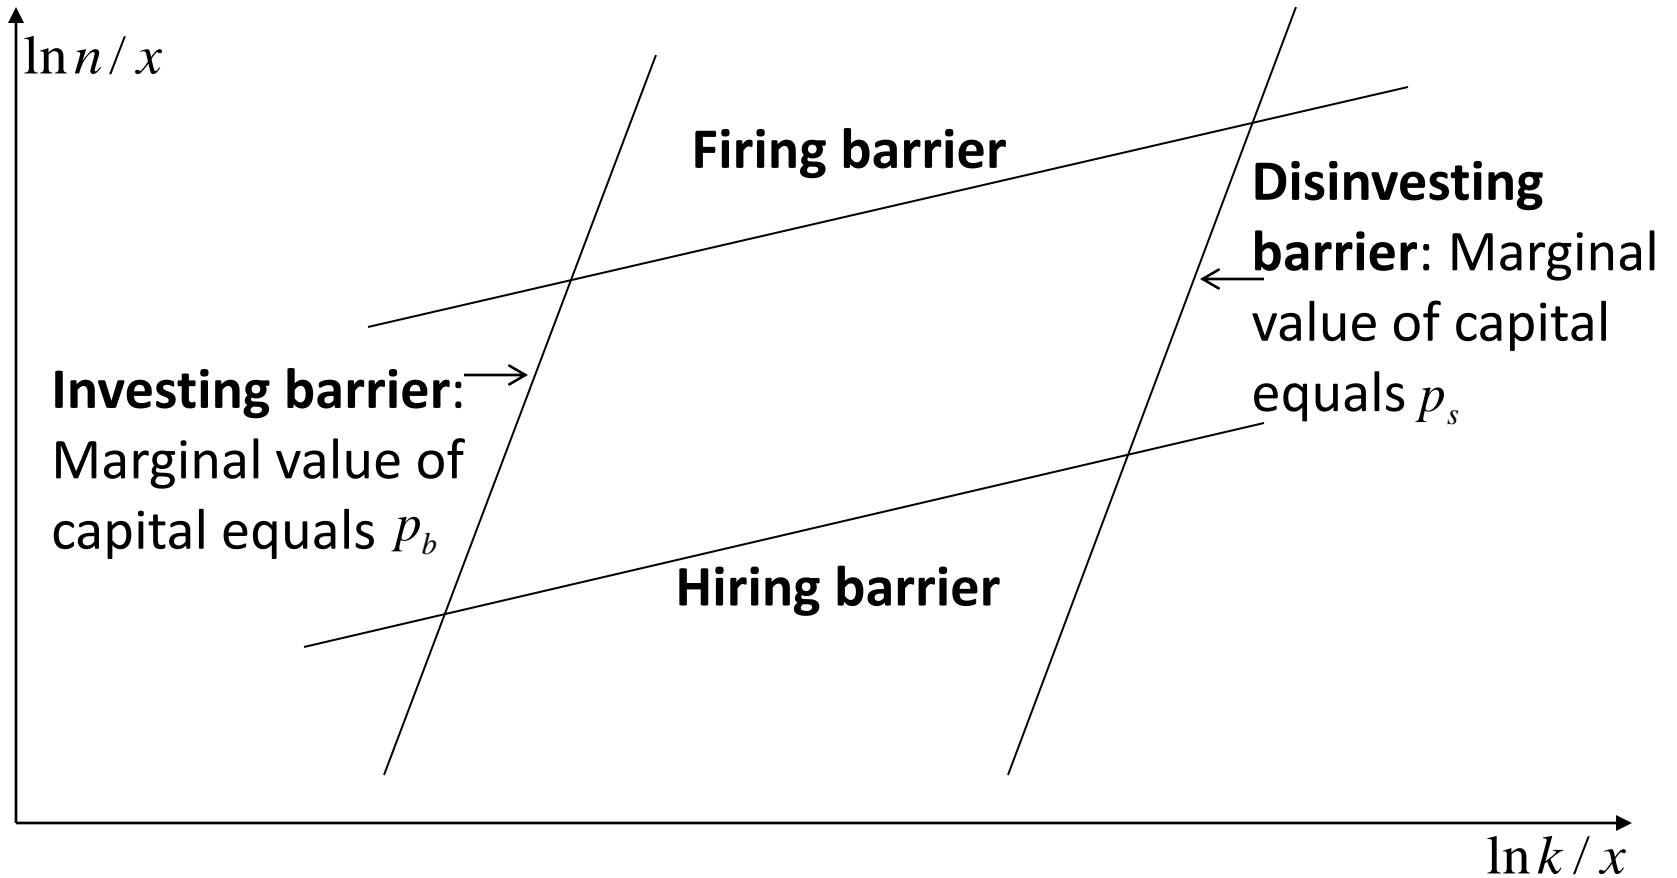 ln n / x
Firing barrier
Disinvesting
barrier: Marginal
value of capital
equals p_s
Investing barrier:
Marginal value of
capital equals p_b
Hiring barrier
ln k / x